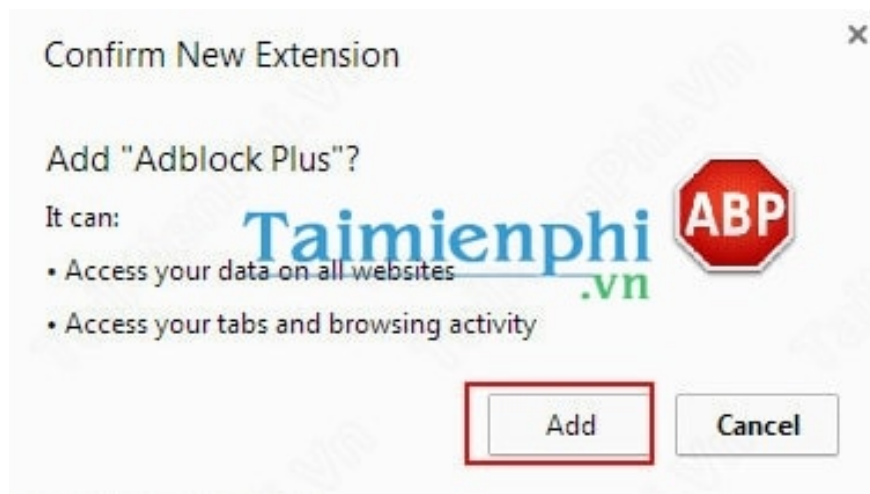 Confirm New Extension
Add "Adblock Plus"?
It can:
ABP
Taimienphi
.vn
• Access your data on all websites
• Access your tabs and browsing activity
Add
Cancel